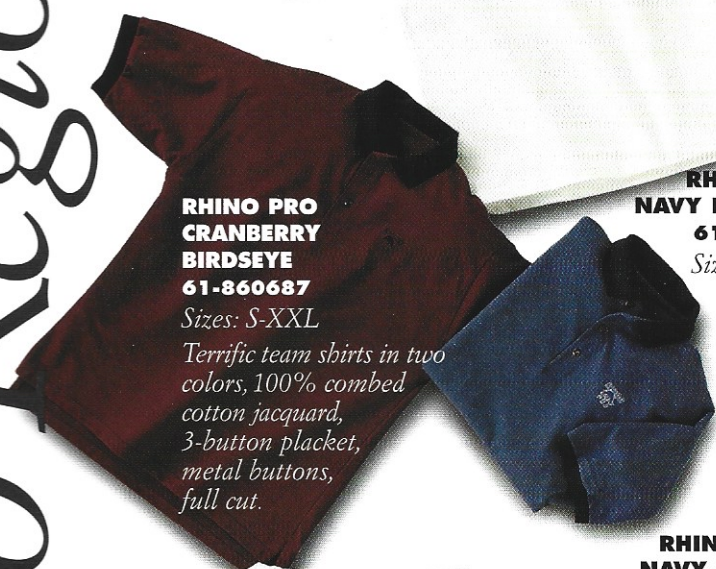 RHINO PRO
CRANBERRY
BIRDSEYE
61-860687
Sizes: S-XXL
Terrific team shirts in two
colors, 100% combed
cotton jacquard,
3-button placket,
metal buttons,
full cut.
NAVY